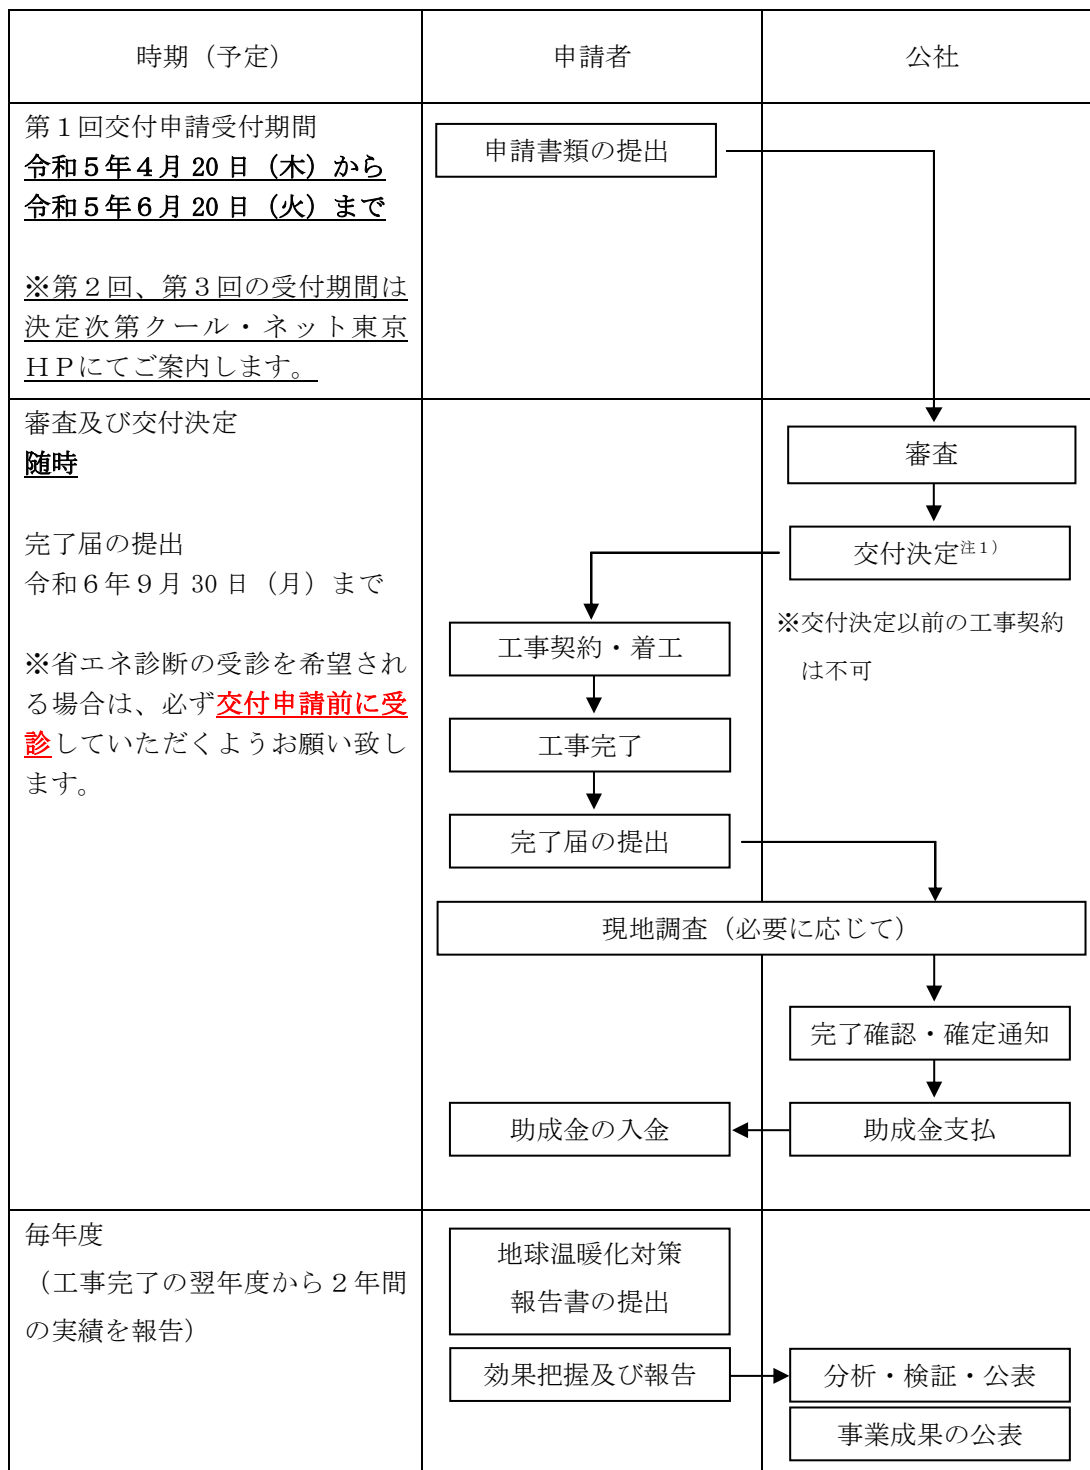 時期（予定）
申請者
公社
第１回交付申請受付期間
令和５年４月 20 日（木）から
令和５年６月 20 日（火）まで
※第２回、第３回の受付期間は
決定次第クール・ネット東京
ＨＰにてご案内します。
申請書類の提出
審査及び交付決定
随時
完了届の提出
令和６年９月 30 日（月）まで
※省エネ診断の受診を希望され
る場合は、必ず交付申請前に受
診していただくようお願い致し
ます。
審査
交付決定注１）
※交付決定以前の工事契約
は不可
工事契約・着工
工事完了
完了届の提出
現地調査（必要に応じて）
完了確認・確定通知
助成金の入金
助成金支払
毎年度
（工事完了の翌年度から２年間
の実績を報告）
地球温暖化対策
報告書の提出
効果把握及び報告
分析・検証・公表
事業成果の公表